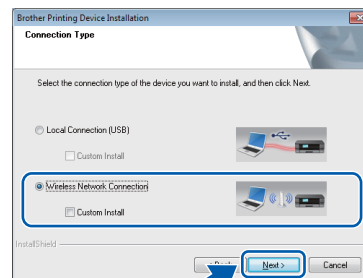 Brother Printing Device Installation
Connection Type
Select the connection type of the device you want to install, and then click Next.
Local Connection (USB)
Custom Install
Wireless Network Connection
Custom Install
InstallShield
Next >
Cancel